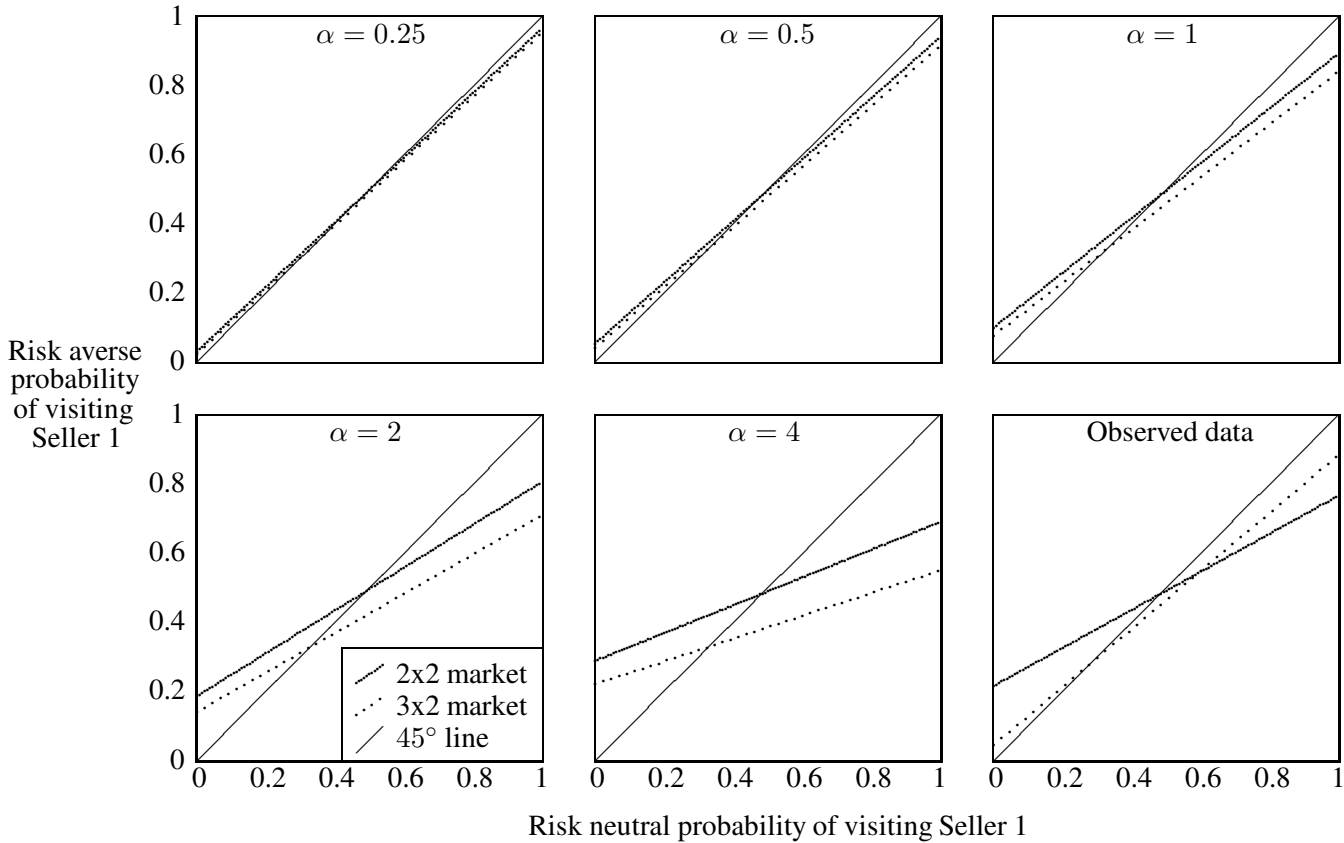 α = 0.25
α = 0.5
α = 1
1
0.8
0.6
0.4
0.2
0
Risk averse
probability
of visiting
Seller 1
α = 2
α = 4
Observed data
1
0.8
0.6
0.4
0.2
0
2x2 market
3x2 market
45° line
0 0.2 0.4 0.6 0.8 1
0 0.2 0.4 0.6 0.8 1
0 0.2 0.4 0.6 0.8 1
Risk neutral probability of visiting Seller 1